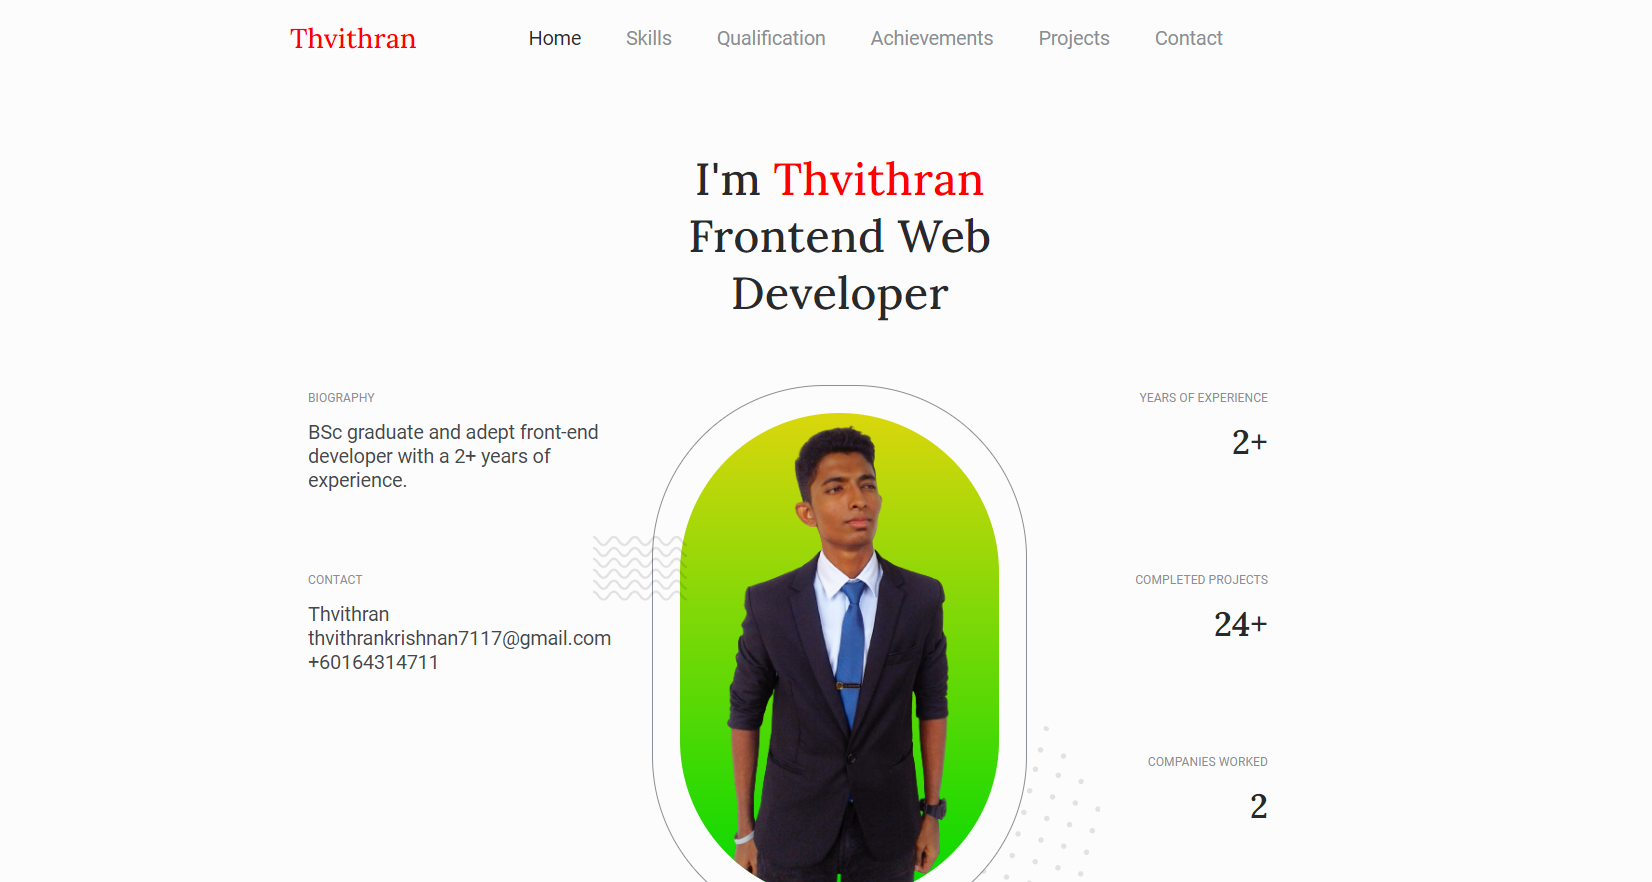 Thvithran
Home
Skills
Qualification
Achievements
Projects
Contact
I'm Thvithran
Frontend Web
Developer
BIOGRAPHY
BSc graduate and adept front-end
developer with a 2+ years of
experience.
CONTACT
Thvithran
thvithrankrishnan7117@gmail.com
+60164314711
YEARS OF EXPERIENCE
2+
COMPLETED PROJECTS
24+
COMPANIES WORKED
2